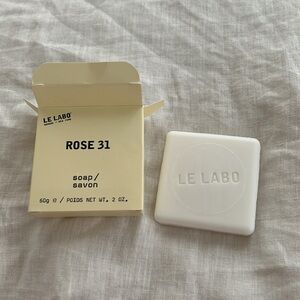 LE LABO
ROSE 31
soap/
savon
60g ℮ / POIDS NET WT. 2 OZ.
LE LABO